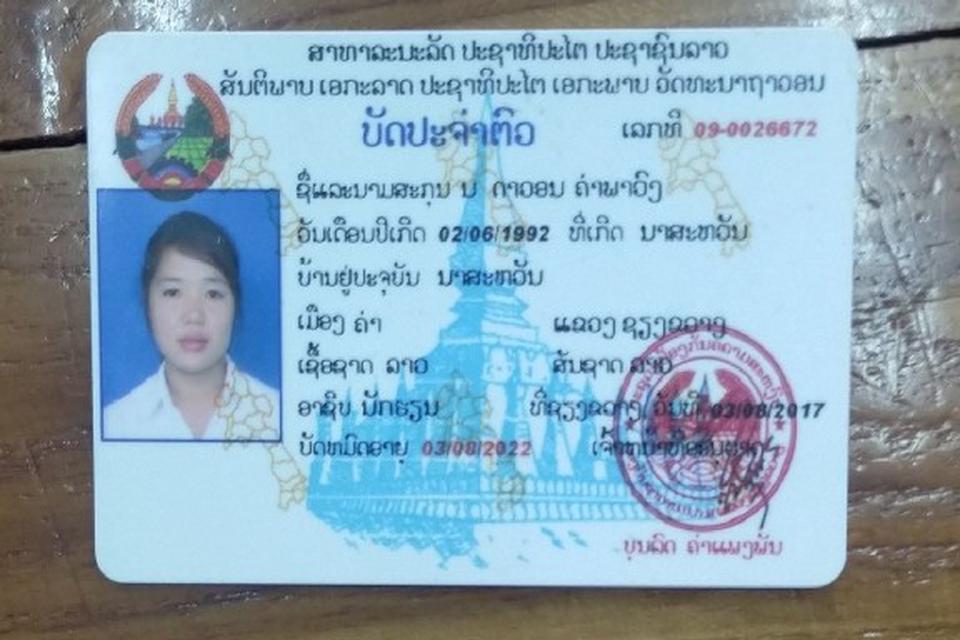 ສາທາລະນະລັດ ປະຊາທິປະໄຕ ປະຊາຊົນລາວ
ສັນຕິພາບ ເອກະລາດ ປະຊາທິປະໄຕ ເອກະພາບ ວັດທະນາຖາວອນ
ບັດປະຈຳຕົວ
ເລກທີ 09-0026672
ຊື່ແລະນາມສະກຸນ ນ ດາວອນ ຄຳພາວົງ
ວັນເດືອນປີເກີດ 02/06/1992 ທີ່ເກີດ ນາສະຫວັນ
ບ້ານຢູ່ປະຈຸບັນ ນາສະຫວັນ
ເມືອງ ຄຳ ແຂວງ ຊຽງຂວາງ
ເຊື້ອຊາດ ລາວ ສັນຊາດ ລາວ
ອາຊີບ ນັກຮຽນ ທີ່ຊຽງຂວາງ, ວັນທີ 03/08/2017
ບັດໝົດອາຍຸ 03/08/2022 ເຈົ້າຫນ້າທີ່
ບຸນລົດ ຄຳແພງພັນ